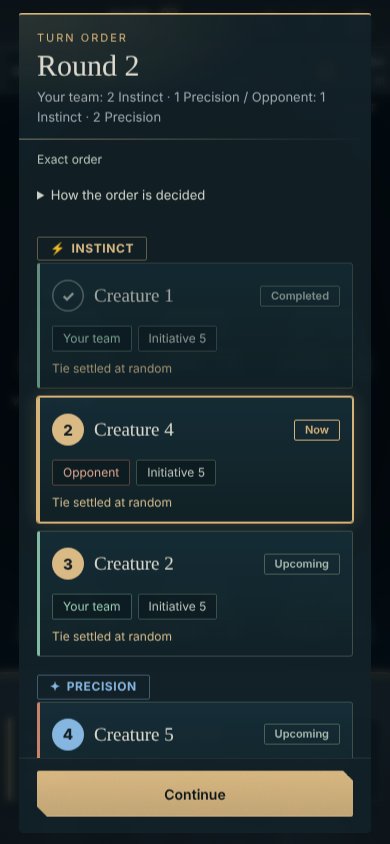 TURN ORDER
Round 2
Your team: 2 Instinct · 1 Precision / Opponent: 1
Instinct · 2 Precision
Exact order
▶ How the order is decided
⚡ INSTINCT
✓ Creature 1 Completed
Your team Initiative 5
Tie settled at random
2 Creature 4 Now
Opponent Initiative 5
Tie settled at random
3 Creature 2 Upcoming
Your team Initiative 5
Tie settled at random
✦ PRECISION
4 Creature 5 Upcoming
Continue